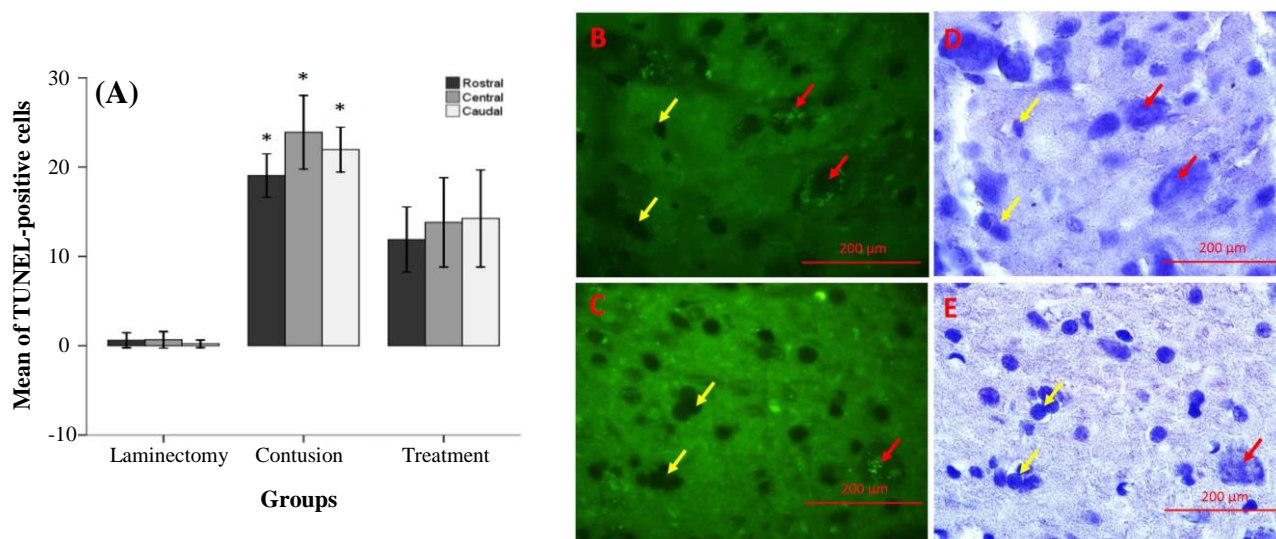 (A)
Mean of TUNEL-positive cells
30
20
10
0
-10
* * *
Rostral
Central
Caudal
Laminectomy Contusion Treatment
Groups
B
200 µm
D
200 µm
C
200 µm
E
200 µm